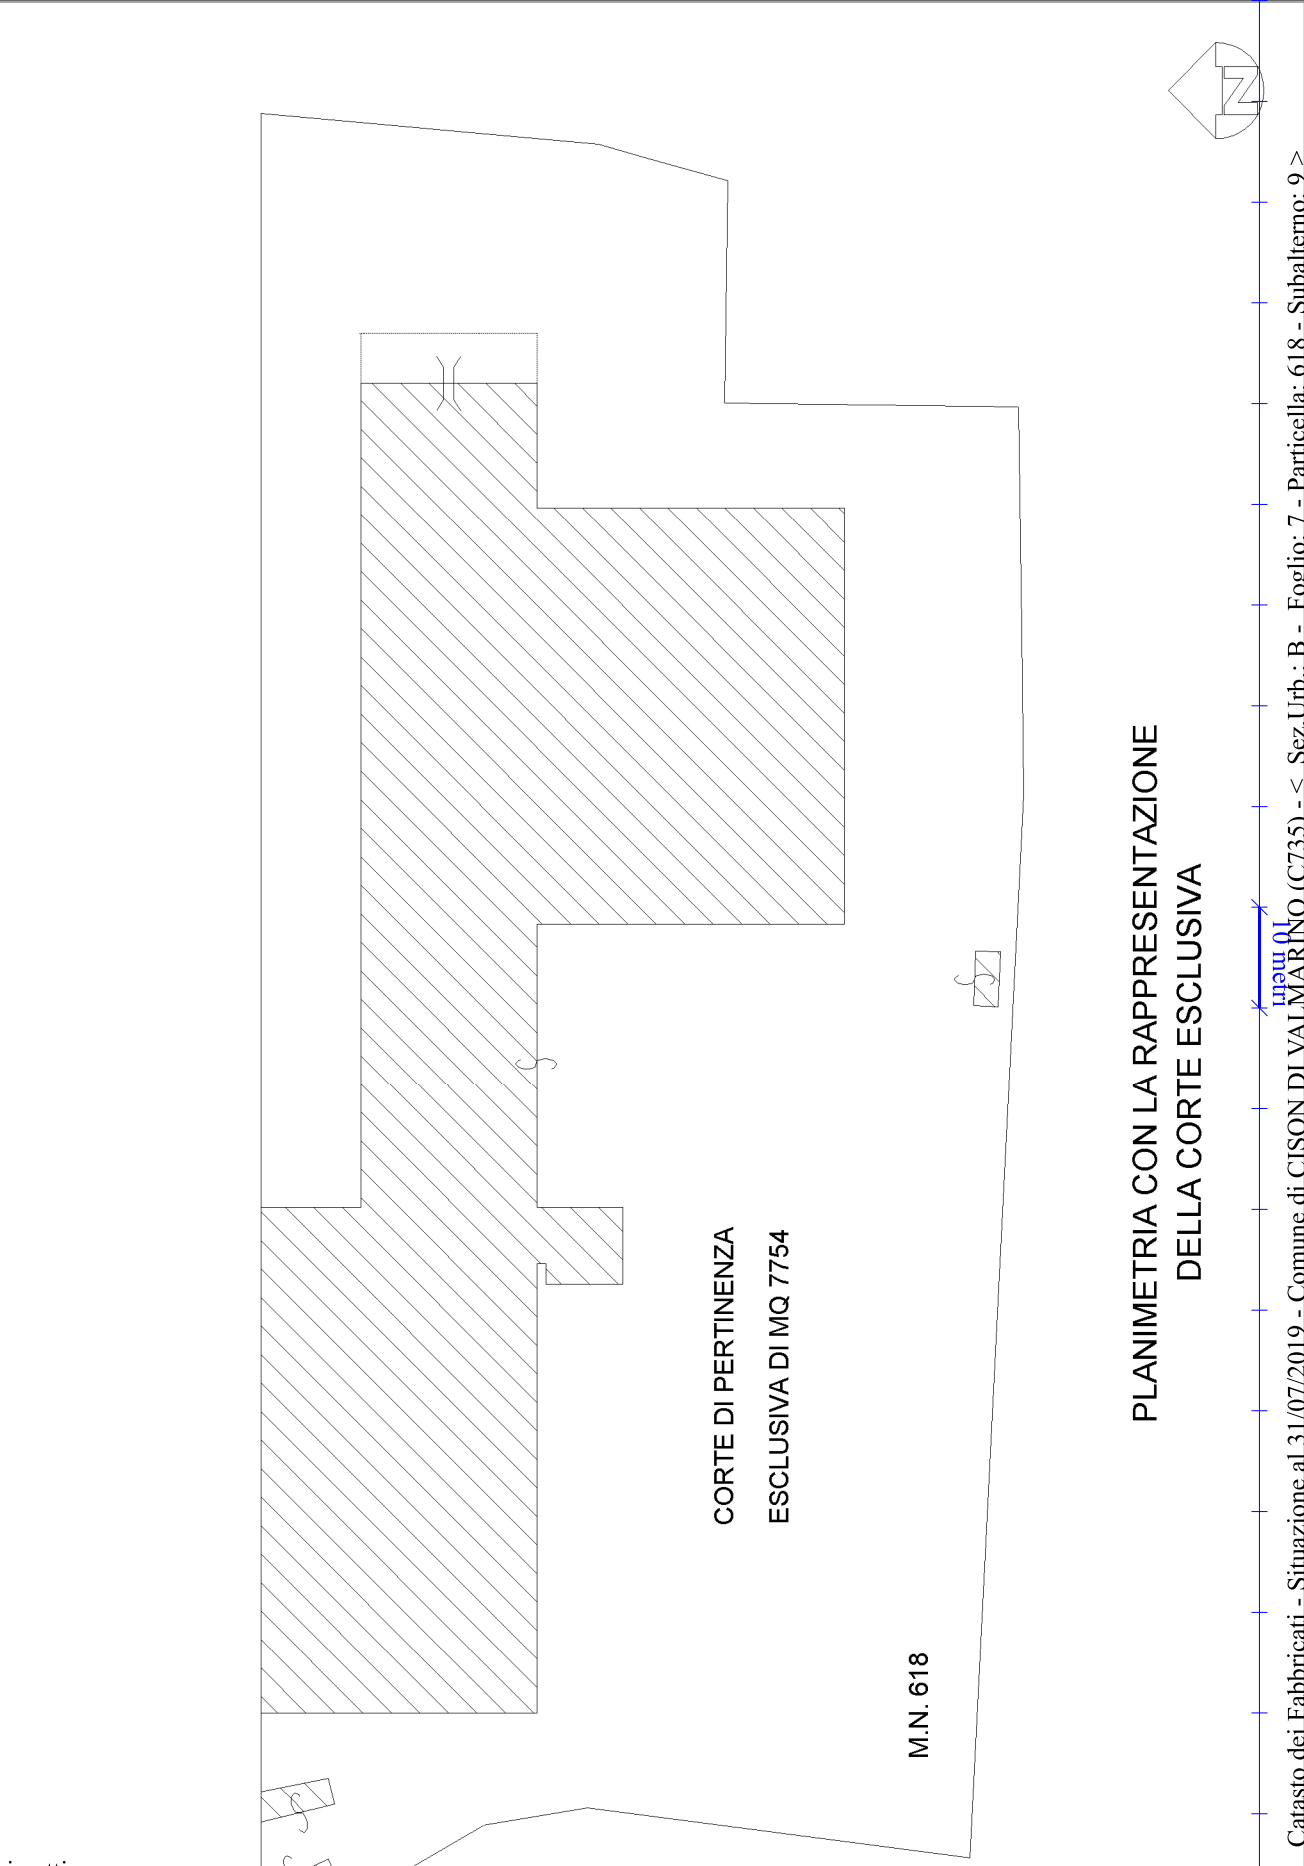 N
PLANIMETRIA CON LA RAPPRESENTAZIONE
DELLA CORTE ESCLUSIVA
CORTE DI PERTINENZA
ESCLUSIVA DI MQ 7754
M.N. 618
10 metri
Catasto dei Fabbricati - Situazione al 31/07/2019 - Comune di CISON DI VALMARINO (C735) - < Sez.Urb.: B - Foglio: 7 - Particella: 618 - Subalterno: 9 >